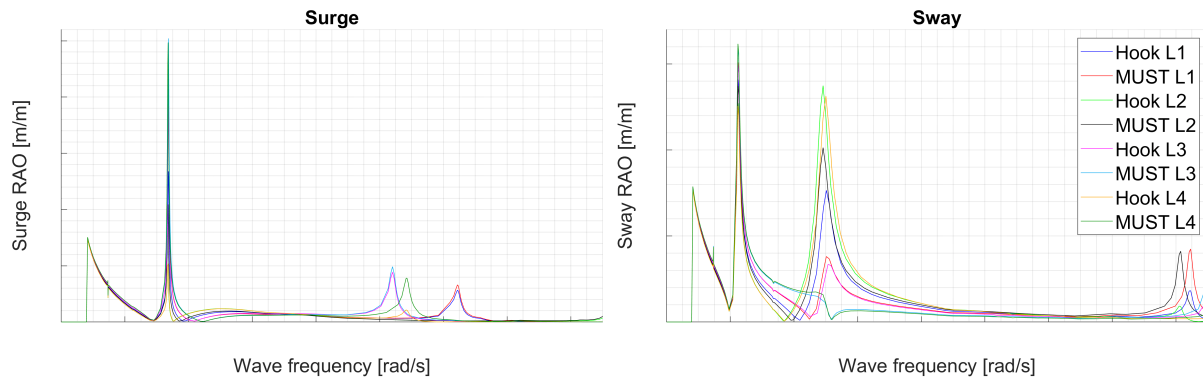 Surge
Surge RAO [m/m]
Wave frequency [rad/s]
Sway
Sway RAO [m/m]
Wave frequency [rad/s]
Hook L1
MUST L1
Hook L2
MUST L2
Hook L3
MUST L3
Hook L4
MUST L4